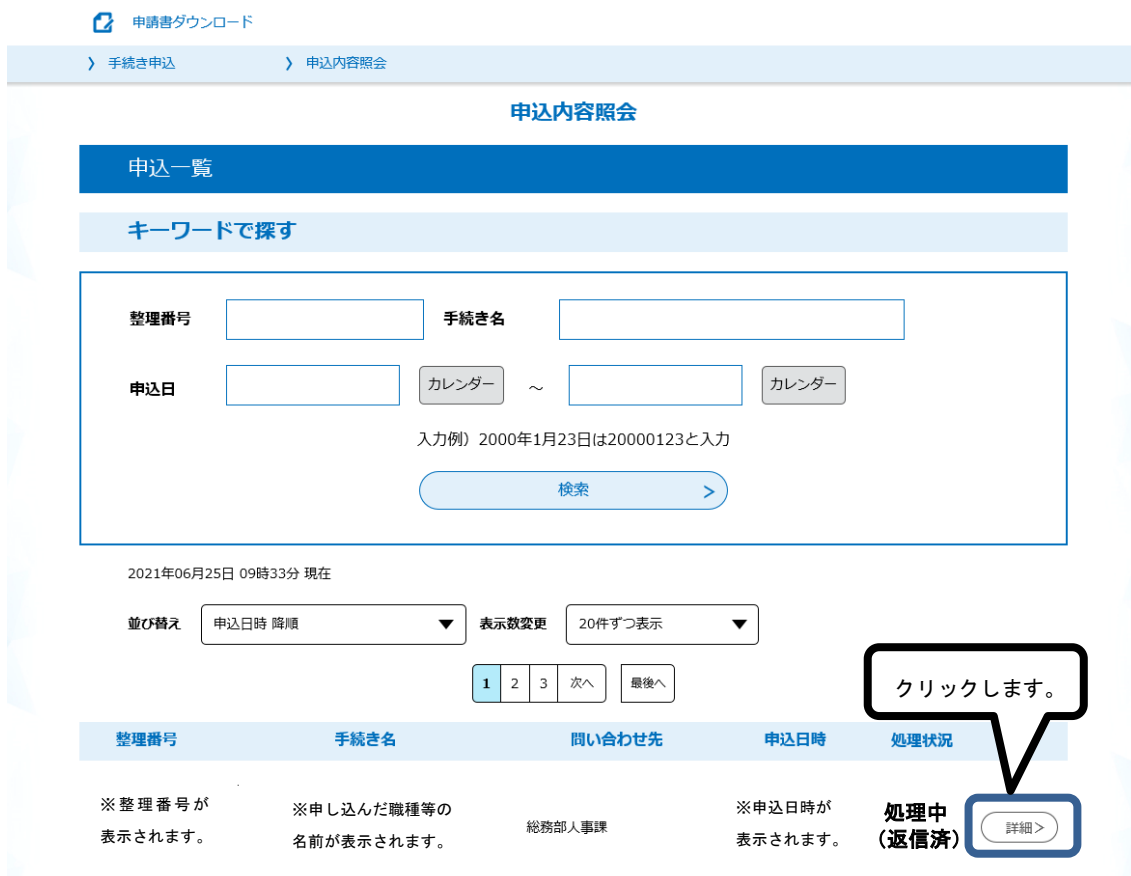 申請書ダウンロード
手続き申込
申込内容照会
申込内容照会
申込一覧
キーワードで探す
整理番号
手続き名
申込日
カレンダー
～
カレンダー
入力例）2000年1月23日は20000123と入力
検索 >
2021年06月25日 09時33分 現在
並び替え
申込日時 降順
表示数変更
20件ずつ表示
1 2 3 次へ 最後へ
クリックします。
整理番号 手続き名 問い合わせ先 申込日時 処理状況
※整理番号が
表示されます。
※申し込んだ職種等の
名前が表示されます。
総務部人事課
※申込日時が
表示されます。
処理中
（返信済）
詳細>